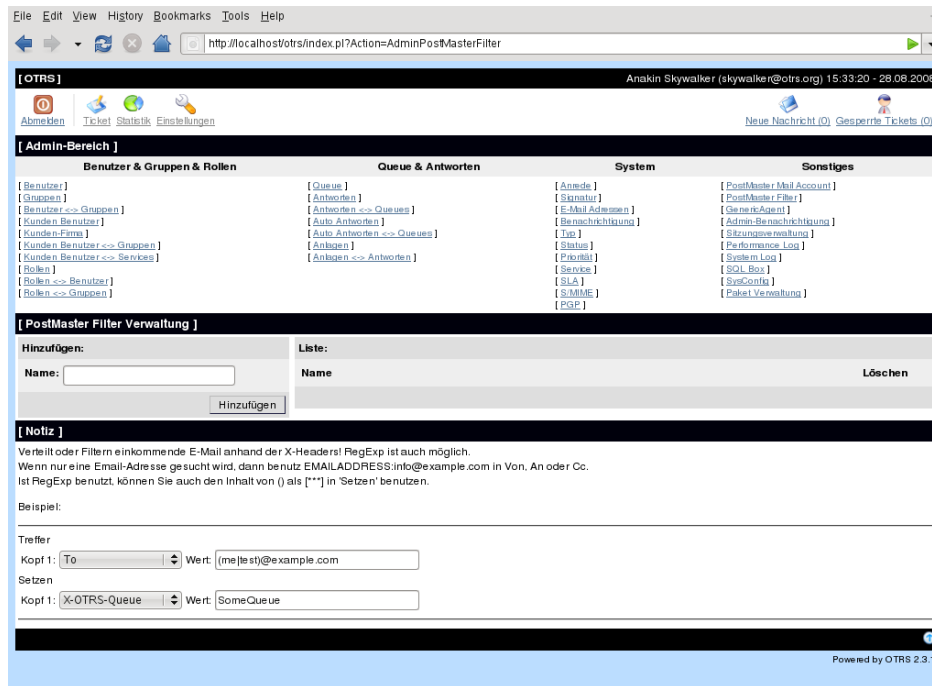 File Edit View History Bookmarks Tools Help
http://localhost/otrs/index.pl?Action=AdminPostMasterFilter
[ OTRS ] Anakin Skywalker (skywalker@otrs.org) 15:33:20 - 28.08.2008
Abmelden Ticket Statistik Einstellungen Neue Nachricht (0) Gesperrte Tickets (0)
[ Admin-Bereich ]
Benutzer & Gruppen & Rollen Queue & Antworten System Sonstiges
[ Benutzer ] [ Queue ] [ Anrede ] [ PostMaster Mail Account ]
[ Gruppen ] [ Antworten ] [ Signatur ] [ PostMaster Filter ]
[ Benutzer <-> Gruppen ] [ Antworten <-> Queues ] [ E-Mail Adressen ] [ GenericAgent ]
[ Kunden Benutzer ] [ Auto Antworten ] [ Benachrichtigung ] [ Admin-Benachrichtigung ]
[ Kunden-Firma ] [ Auto Antworten <-> Queues ] [ Typ ] [ Sitzungsverwaltung ]
[ Kunden Benutzer <-> Gruppen ] [ Anlagen ] [ Status ] [ Performance Log ]
[ Kunden Benutzer <-> Services ] [ Anlagen <-> Antworten ] [ Priorität ] [ System Log ]
[ Rollen ] [ Service ] [ SQL Box ]
[ Rollen <-> Benutzer ] [ SLA ] [ SysConfig ]
[ Rollen <-> Gruppen ] [ S/MIME ] [ Paket Verwaltung ]
[ PGP ]
[ PostMaster Filter Verwaltung ]
Hinzufügen: Liste:
Name: Name Löschen
Hinzufügen
[ Notiz ]
Verteilt oder Filtern einkommende E-Mail anhand der X-Headers! RegExp ist auch möglich.
Wenn nur eine Email-Adresse gesucht wird, dann benutz EMAILADDRESS:info@example.com in Von, An oder Cc.
Ist RegExp benutzt, können Sie auch den Inhalt von () als [***] in 'Setzen' benutzen.
Beispiel:
Treffer
Kopf 1: To Wert: (me|test)@example.com
Setzen
Kopf 1: X-OTRS-Queue Wert: SomeQueue
Powered by OTRS 2.3.